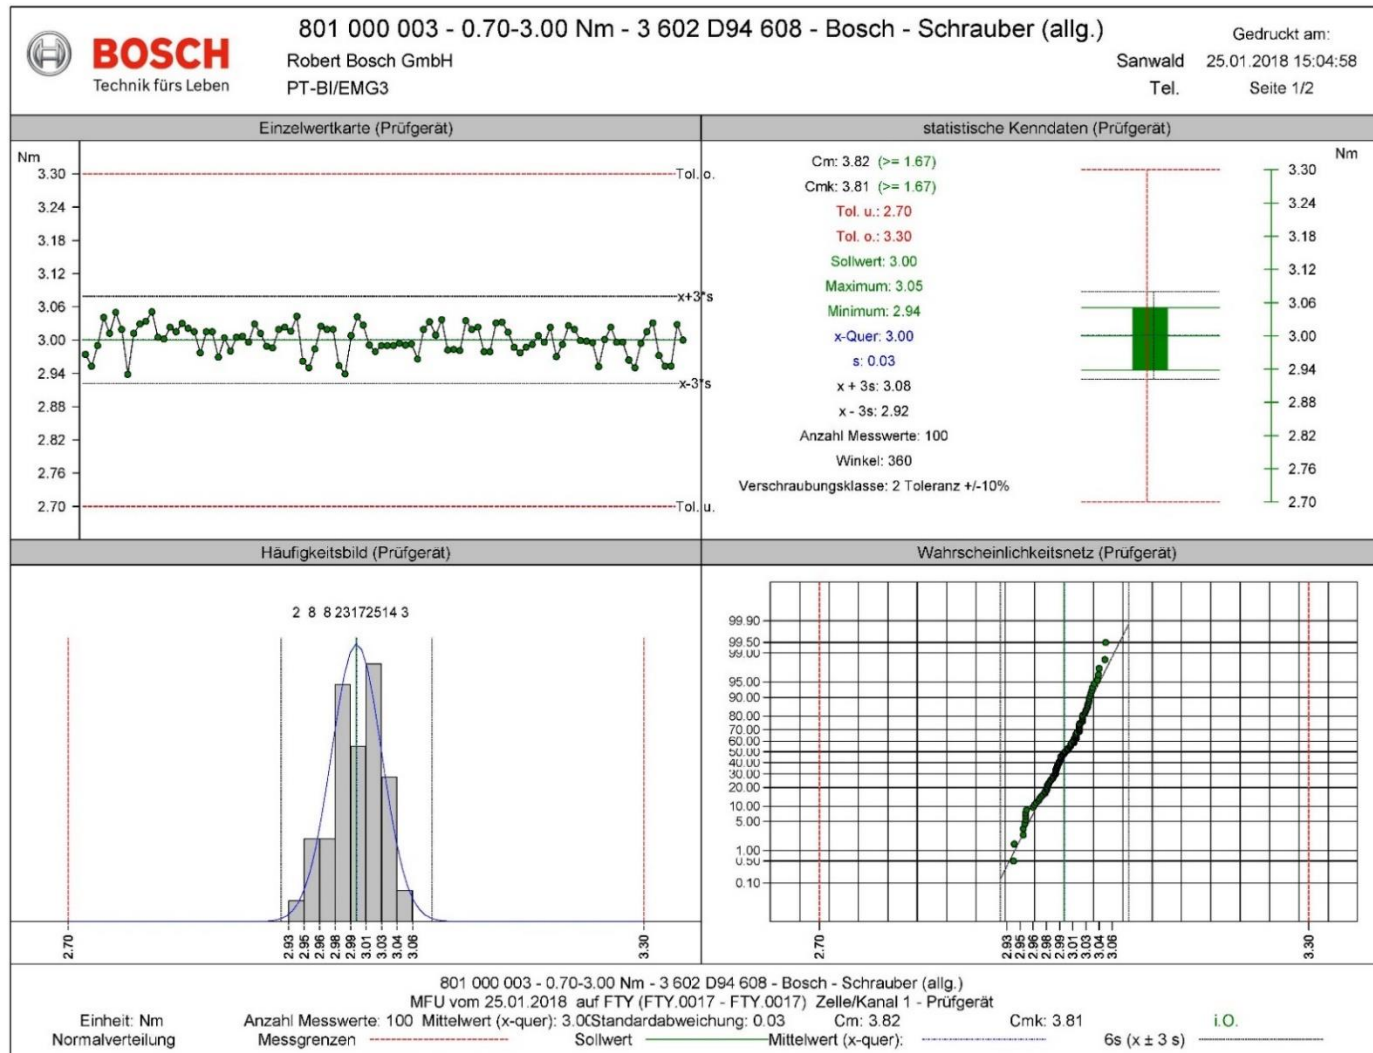 801 000 003 - 0.70-3.00 Nm - 3 602 D94 608 - Bosch - Schrauber (allg.)
Gedruckt am:
BOSCH
Technik fürs Leben
Robert Bosch GmbH
Sanwald 25.01.2018 15:04:58
PT-BI/EMG3
Tel. Seite 1/2
Einzelwertkarte (Prüfgerät)
Nm
3.30
3.24
3.18
3.12
3.06
3.00
2.94
2.88
2.82
2.76
2.70
Tol. o.
x+3*s
x-3*s
Tol. u.
statistische Kenndaten (Prüfgerät)
Cm: 3.82 (>= 1.67)
Cmk: 3.81 (>= 1.67)
Tol. u.: 2.70
Tol. o.: 3.30
Sollwert: 3.00
Maximum: 3.05
Minimum: 2.94
x-Quer: 3.00
s: 0.03
x + 3s: 3.08
x - 3s: 2.92
Anzahl Messwerte: 100
Winkel: 360
Verschraubungsklasse: 2 Toleranz +/-10%
Nm
3.30
3.24
3.18
3.12
3.06
3.00
2.94
2.88
2.82
2.76
2.70
Häufigkeitsbild (Prüfgerät)
2 8 8 23 17 25 14 3
2.70
2.93
2.95
2.96
2.98
2.99
3.01
3.03
3.04
3.06
3.30
Wahrscheinlichkeitsnetz (Prüfgerät)
99.90
99.50
99.00
95.00
90.00
80.00
70.00
60.00
50.00
40.00
30.00
20.00
10.00
5.00
1.00
0.50
0.10
2.70
2.93
2.95
2.96
2.98
2.99
3.01
3.03
3.04
3.06
3.30
801 000 003 - 0.70-3.00 Nm - 3 602 D94 608 - Bosch - Schrauber (allg.)
MFU vom 25.01.2018 auf FTY (FTY.0017 - FTY.0017) Zelle/Kanal 1 - Prüfgerät
Einheit: Nm Anzahl Messwerte: 100 Mittelwert (x-quer): 3.00 Standardabweichung: 0.03 Cm: 3.82 Cmk: 3.81 i.O.
Normalverteilung Messgrenzen Sollwert Mittelwert (x-quer): 6s (x ± 3 s)